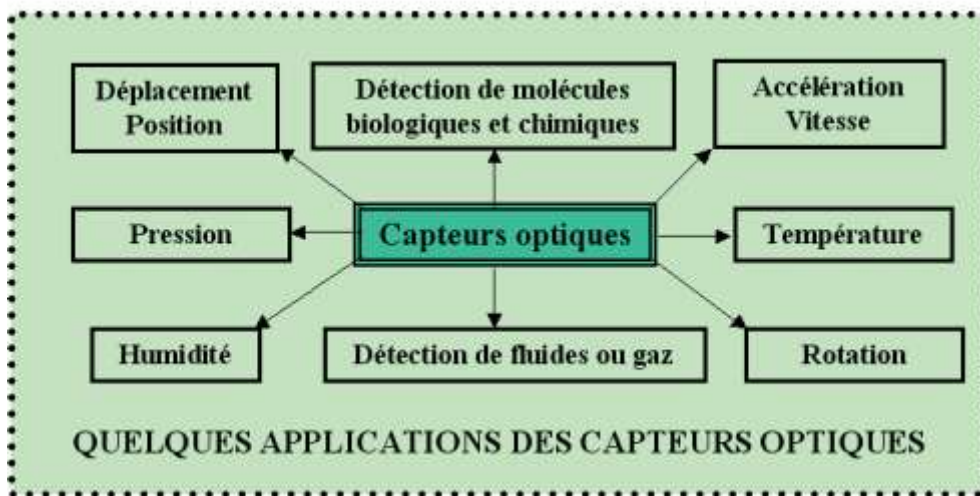 Déplacement
Position
Détection de molécules
biologiques et chimiques
Accélération
Vitesse
Pression
Capteurs optiques
Température
Humidité
Détection de fluides ou gaz
Rotation
QUELQUES APPLICATIONS DES CAPTEURS OPTIQUES